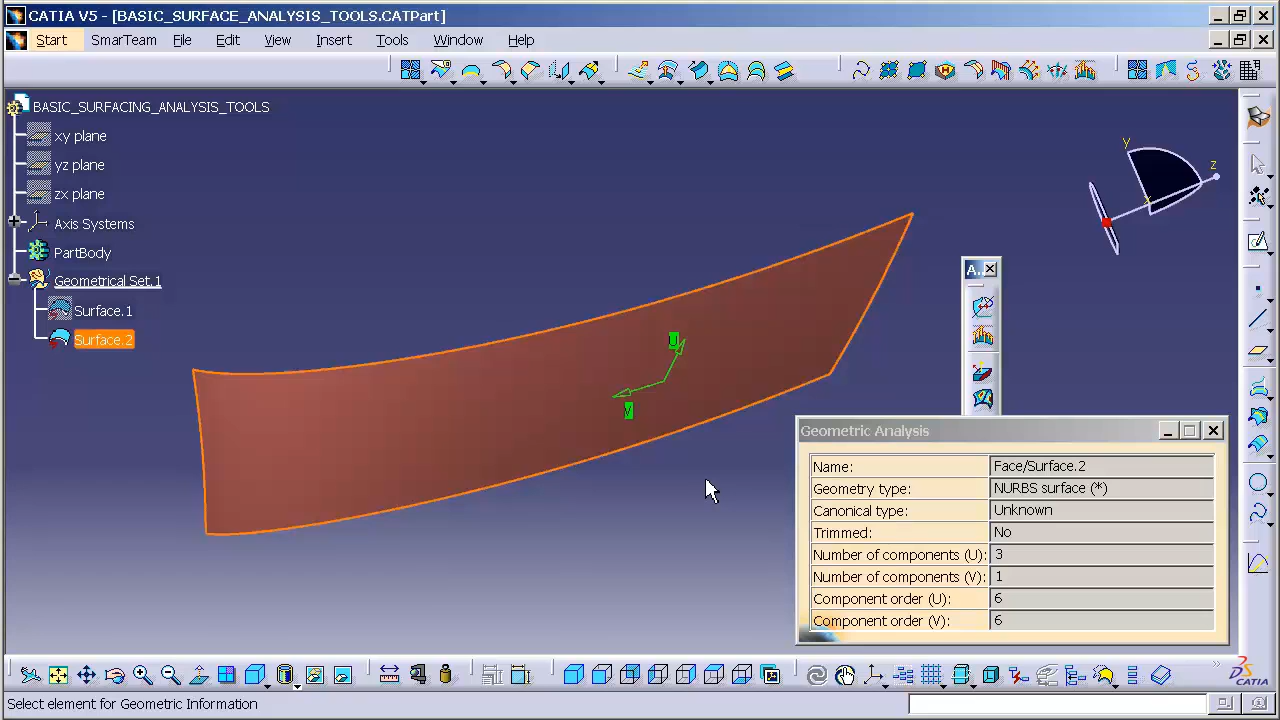 CATIA V5 - [BASIC_SURFACE_ANALYSIS_TOOLS.CATPart]
Start SmarTeam File Edit View Insert Tools Window Help
BASIC_SURFACING_ANALYSIS_TOOLS
xy plane
yz plane
zx plane
Axis Systems
PartBody
Geometrical Set.1
Surface.1
Surface.2
y
z
x
A..
U
V
Geometric Analysis
Name: Face/Surface.2
Geometry type: NURBS surface (*)
Canonical type: Unknown
Trimmed: No
Number of components (U): 3
Number of components (V): 1
Component order (U): 6
Component order (V): 6
CATIA
Select element for Geometric Information